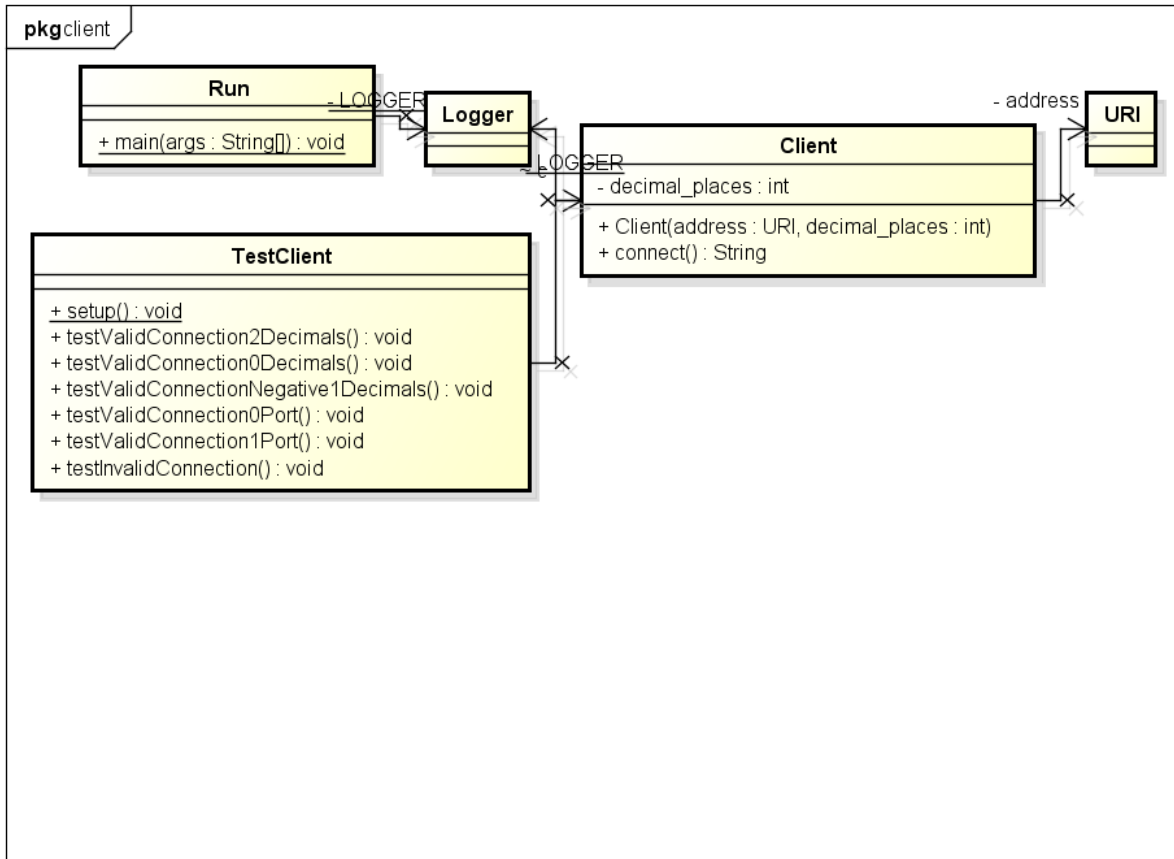 pkg client
Run
+ main(args : String[]) : void
- LOGGER
Logger
- LOGGER
~ c
Client
- decimal_places : int
+ Client(address : URI, decimal_places : int)
+ connect() : String
- address
URI
TestClient
+ setup() : void
+ testValidConnection2Decimals() : void
+ testValidConnection0Decimals() : void
+ testValidConnectionNegative1Decimals() : void
+ testValidConnection0Port() : void
+ testValidConnection1Port() : void
+ testInvalidConnection() : void